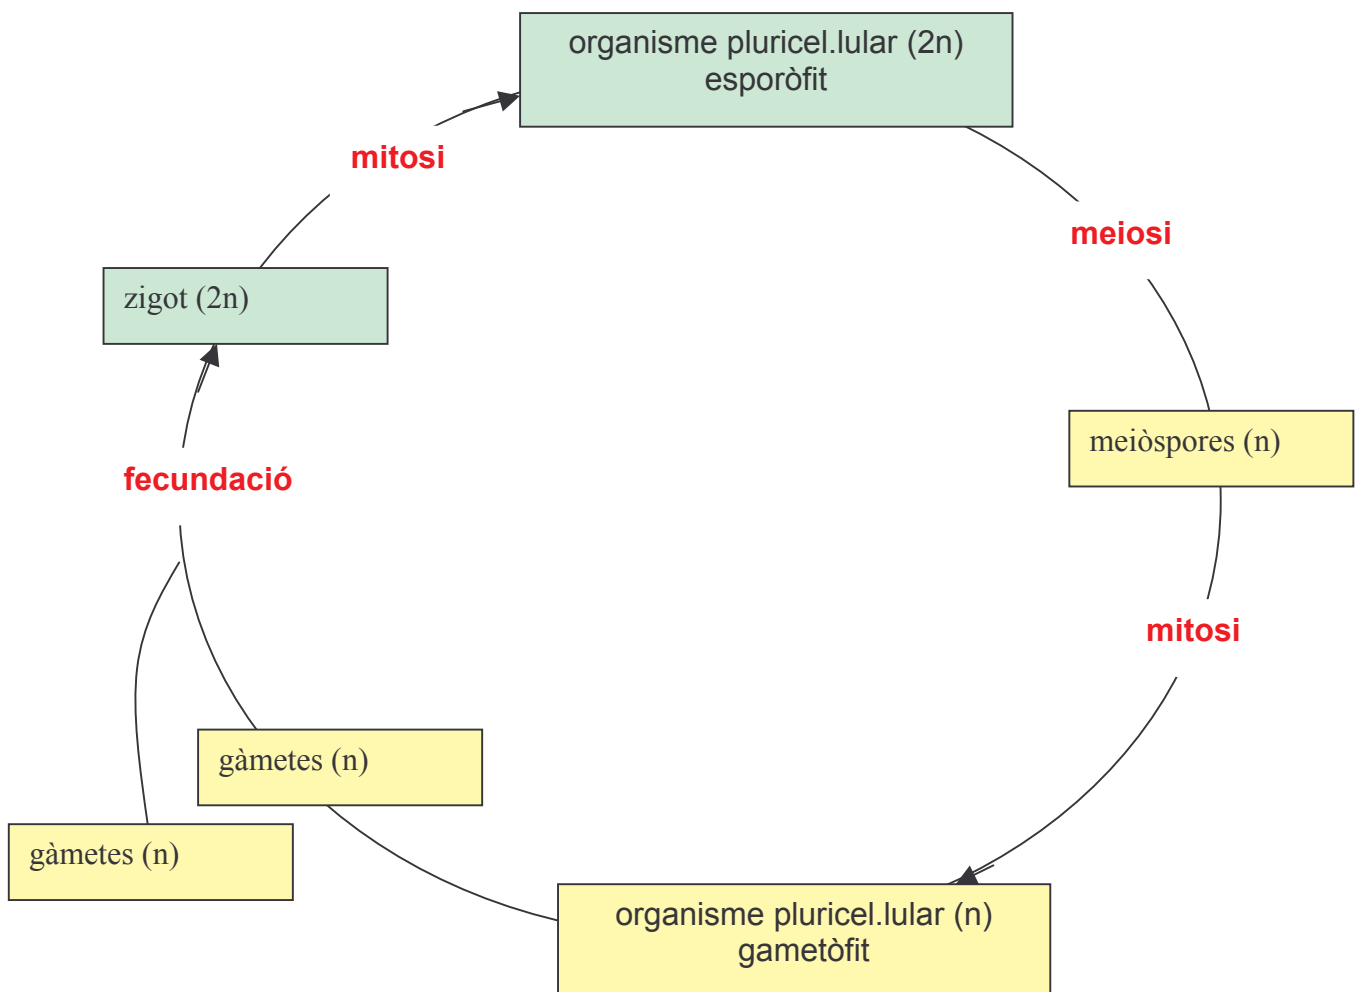 organisme pluricel.lular (2n)
esporòfit
mitosi
meiosi
zigot (2n)
meiòspores (n)
fecundació
mitosi
gàmetes (n)
gàmetes (n)
organisme pluricel.lular (n)
gametòfit